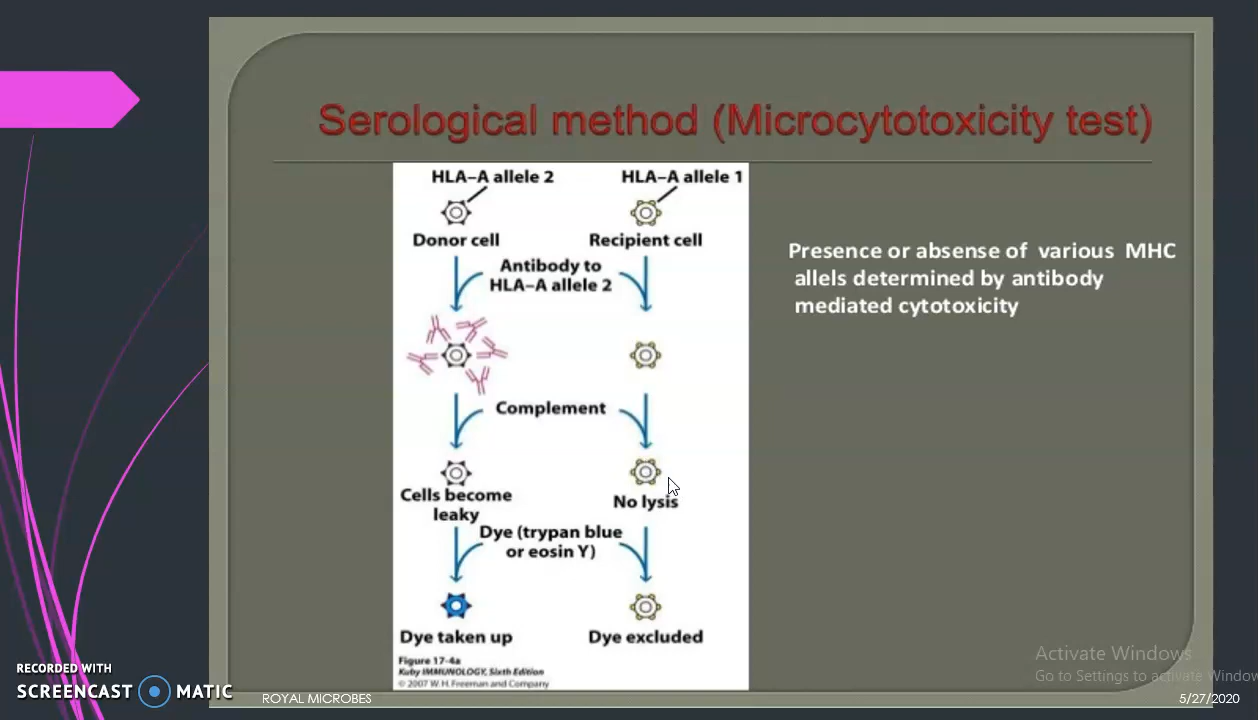 Serological method (Microcytotoxicity test)
HLA–A allele 2
HLA–A allele 1
Donor cell
Recipient cell
Antibody to
HLA–A allele 2
Complement
Cells become
leaky
No lysis
Dye (trypan blue
or eosin Y)
Dye taken up
Dye excluded
Figure 17-4a
Kuby IMMUNOLOGY, Sixth Edition
© 2007 W. H. Freeman and Company
Presence or absense of various MHC
allels determined by antibody
mediated cytotoxicity
Activate Windows
Go to Settings to activate Window
RECORDED WITH
SCREENCAST MATIC
ROYAL MICROBES
5/27/2020